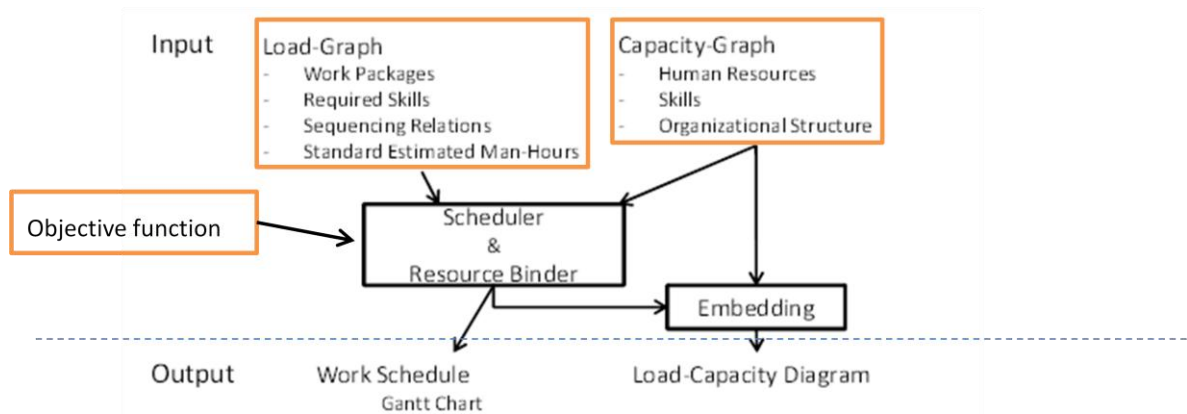 Input
Load-Graph
- Work Packages
- Required Skills
- Sequencing Relations
- Standard Estimated Man-Hours
Capacity-Graph
- Human Resources
- Skills
- Organizational Structure
Objective function
Scheduler
&
Resource Binder
Embedding
Output
Work Schedule
Gantt Chart
Load-Capacity Diagram